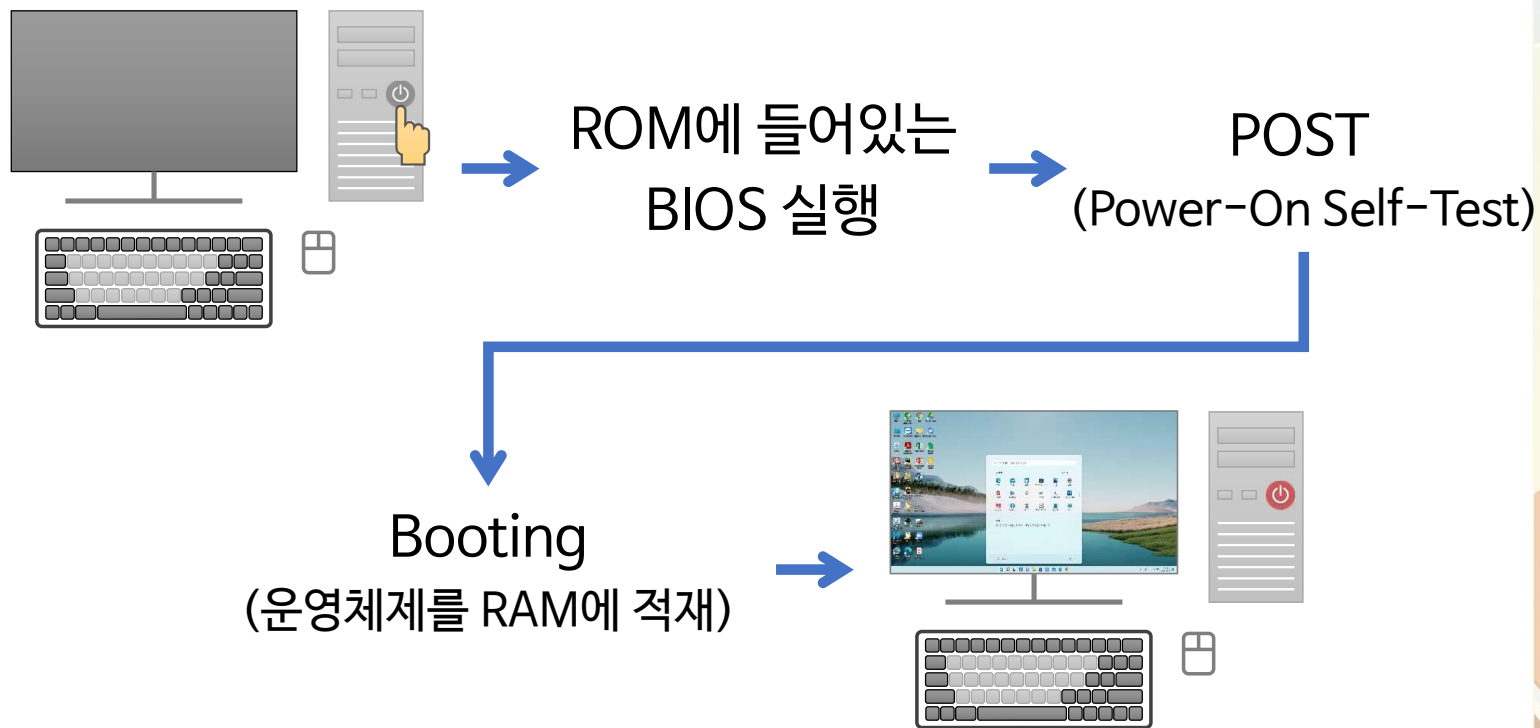 ROM에 들어있는
BIOS 실행
POST
(Power-On Self-Test)
Booting
(운영체제를 RAM에 적재)